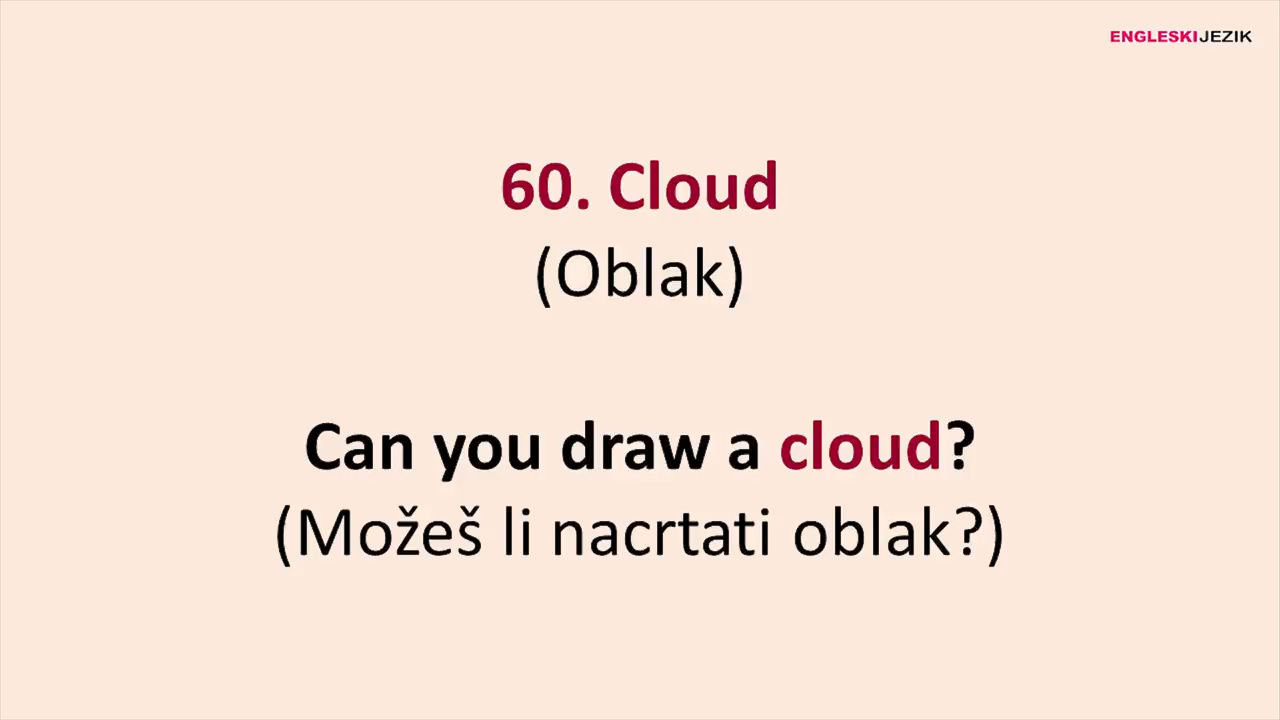 ENGLESKIJEZIK
60. Cloud
(Oblak)
Can you draw a cloud?
(Možeš li nacrtati oblak?)